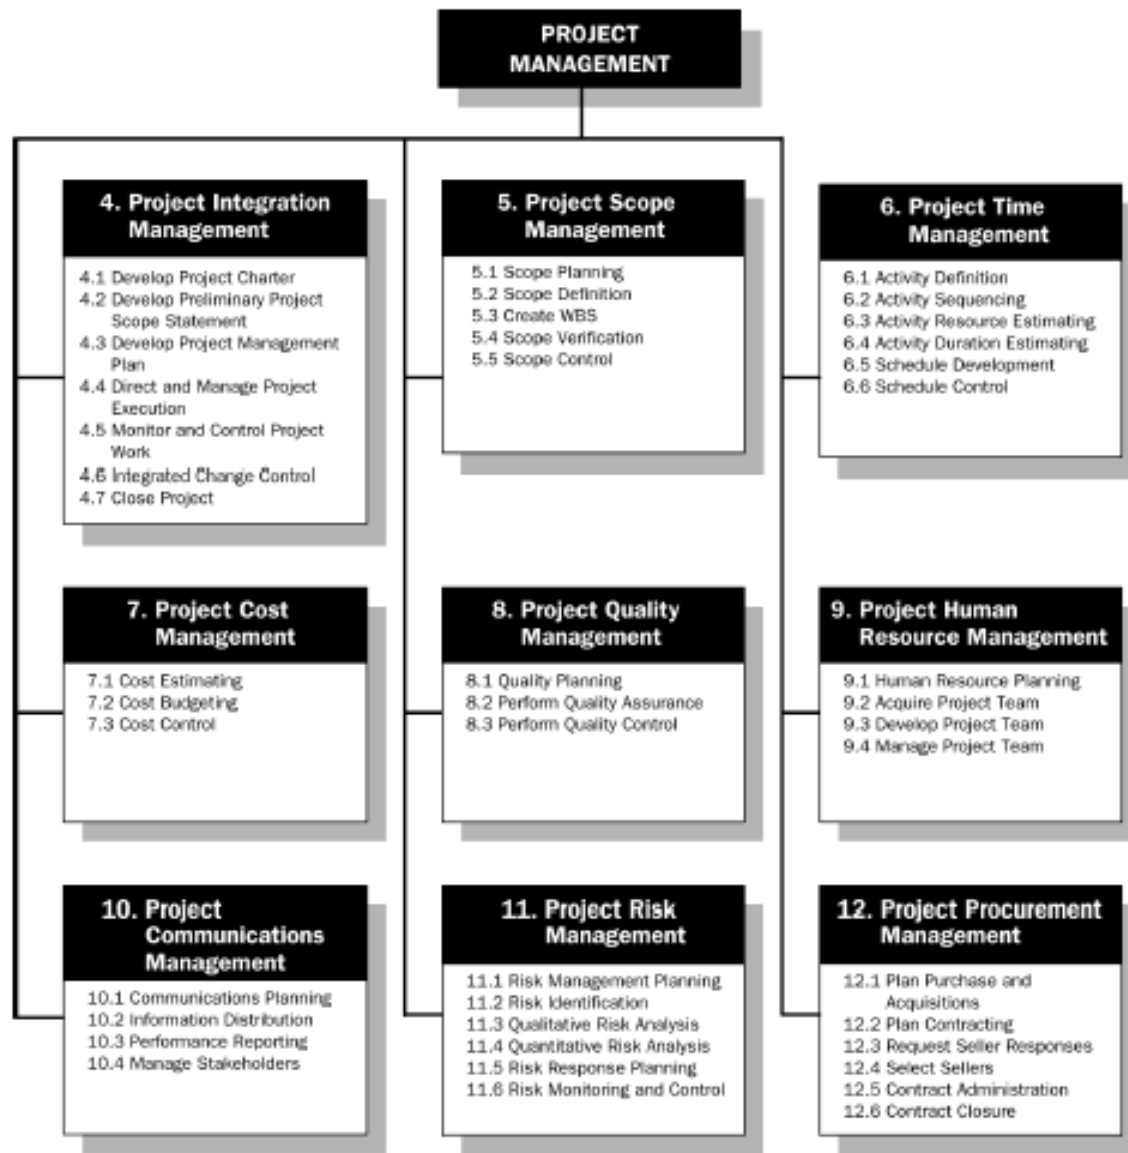 PROJECT
MANAGEMENT
4. Project Integration
Management
4.1 Develop Project Charter
4.2 Develop Preliminary Project
Scope Statement
4.3 Develop Project Management
Plan
4.4 Direct and Manage Project
Execution
4.5 Monitor and Control Project
Work
4.6 Integrated Change Control
4.7 Close Project
5. Project Scope
Management
5.1 Scope Planning
5.2 Scope Definition
5.3 Create WBS
5.4 Scope Verification
5.5 Scope Control
6. Project Time
Management
6.1 Activity Definition
6.2 Activity Sequencing
6.3 Activity Resource Estimating
6.4 Activity Duration Estimating
6.5 Schedule Development
6.6 Schedule Control
7. Project Cost
Management
7.1 Cost Estimating
7.2 Cost Budgeting
7.3 Cost Control
8. Project Quality
Management
8.1 Quality Planning
8.2 Perform Quality Assurance
8.3 Perform Quality Control
9. Project Human
Resource Management
9.1 Human Resource Planning
9.2 Acquire Project Team
9.3 Develop Project Team
9.4 Manage Project Team
10. Project
Communications
Management
10.1 Communications Planning
10.2 Information Distribution
10.3 Performance Reporting
10.4 Manage Stakeholders
11. Project Risk
Management
11.1 Risk Management Planning
11.2 Risk Identification
11.3 Qualitative Risk Analysis
11.4 Quantitative Risk Analysis
11.5 Risk Response Planning
11.6 Risk Monitoring and Control
12. Project Procurement
Management
12.1 Plan Purchase and
Acquisitions
12.2 Plan Contracting
12.3 Request Seller Responses
12.4 Select Sellers
12.5 Contract Administration
12.6 Contract Closure